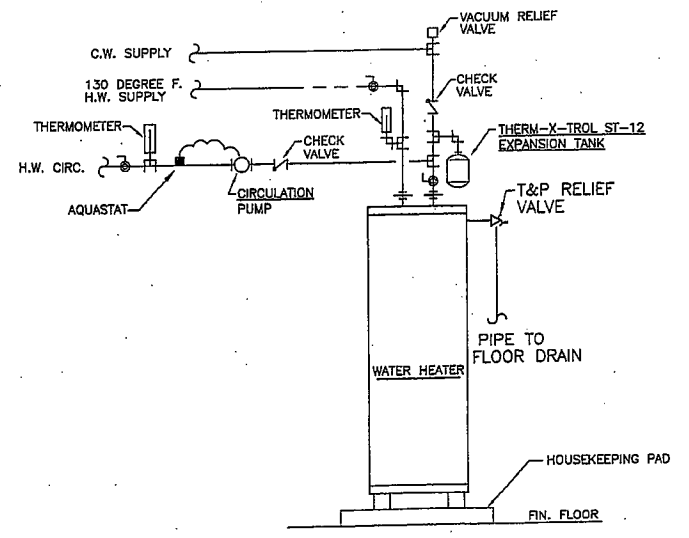 VACUUM RELIEF
VALVE
C.W. SUPPLY
130 DEGREE F.
H.W. SUPPLY
CHECK
VALVE
THERMOMETER
THERMOMETER
CHECK
VALVE
THERM-X-TROL ST-12
EXPANSION TANK
H.W. CIRC.
AQUASTAT
CIRCULATION
PUMP
T&P RELIEF
VALVE
PIPE TO
FLOOR DRAIN
WATER HEATER
HOUSEKEEPING PAD
FIN. FLOOR